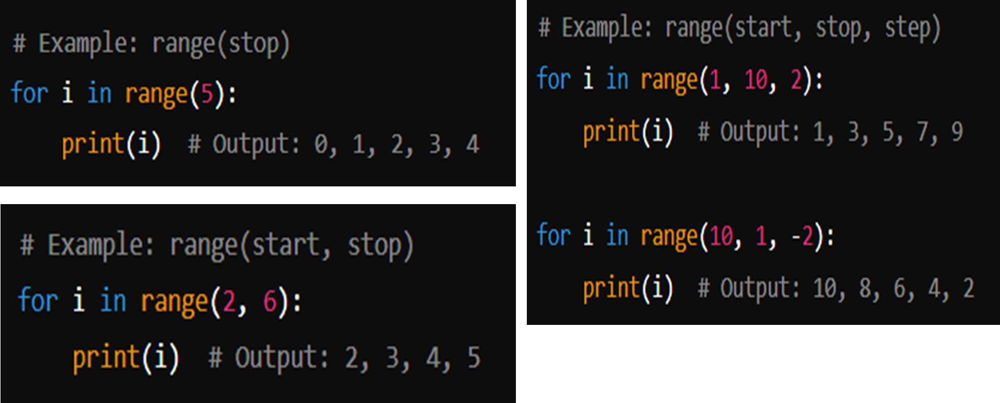 # Example: range(stop)
for i in range(5):
    print(i)  # Output: 0, 1, 2, 3, 4
# Example: range(start, stop)
for i in range(2, 6):
    print(i)  # Output: 2, 3, 4, 5
# Example: range(start, stop, step)
for i in range(1, 10, 2):
    print(i)  # Output: 1, 3, 5, 7, 9
for i in range(10, 1, -2):
    print(i)  # Output: 10, 8, 6, 4, 2